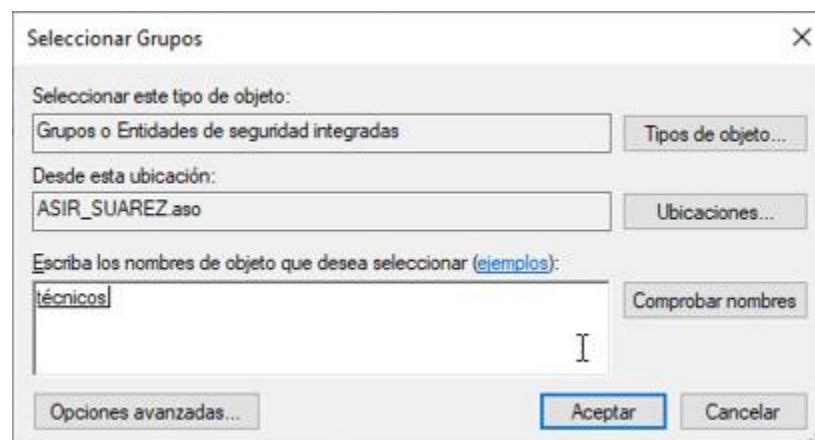 Seleccionar Grupos
Seleccionar este tipo de objeto:
Grupos o Entidades de seguridad integradas
Tipos de objeto...
Desde esta ubicación:
ASIR_SUAREZ.aso
Ubicaciones...
Escriba los nombres de objeto que desea seleccionar (ejemplos):
técnicos
Comprobar nombres
Opciones avanzadas...
Aceptar
Cancelar